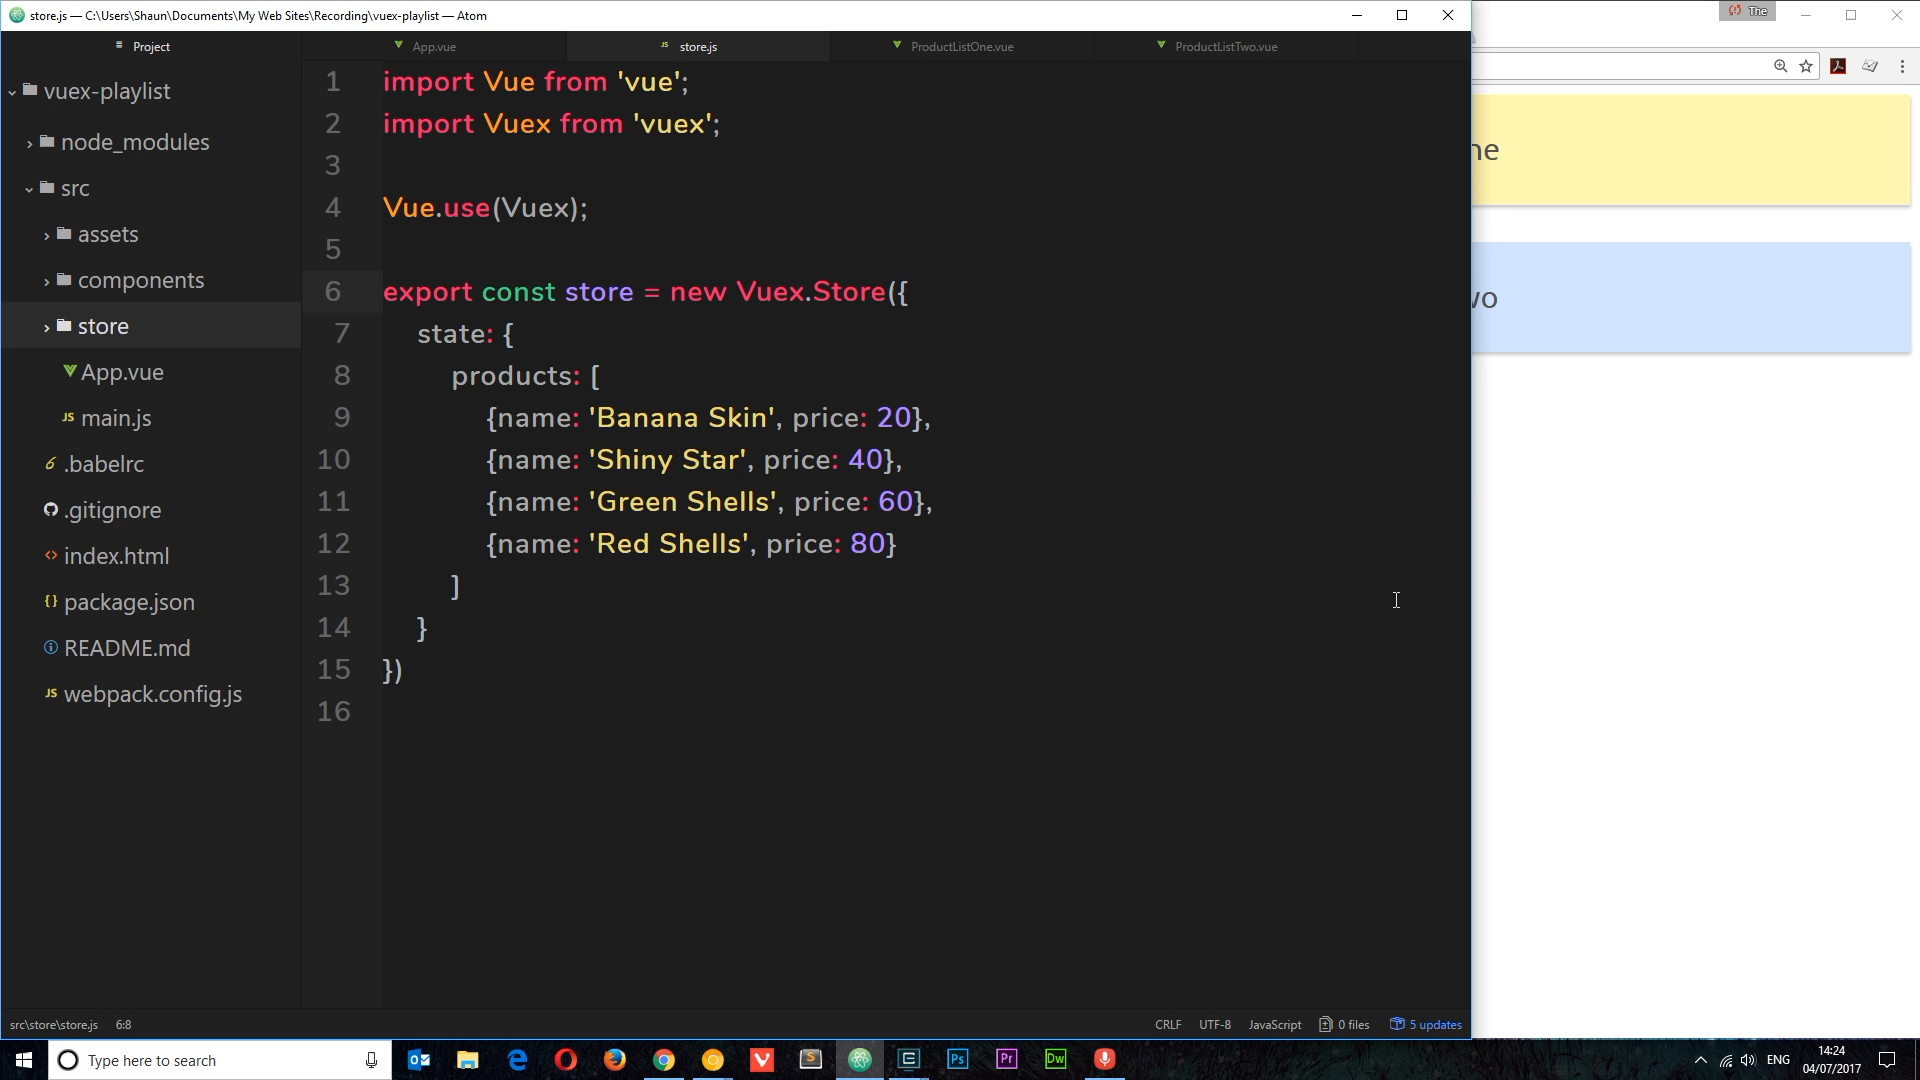 store.js — C:\Users\Shaun\Documents\My Web Sites\Recording\vuex-playlist — Atom
The
Project
App.vue
store.js
ProductListOne.vue
ProductListTwo.vue
vuex-playlist
node_modules
src
assets
components
store
App.vue
JS main.js
.babelrc
.gitignore
index.html
package.json
README.md
JS webpack.config.js
1 import Vue from 'vue';
2 import Vuex from 'vuex';
3
4 Vue.use(Vuex);
5
6 export const store = new Vuex.Store({
7 state: {
8 products: [
9 {name: 'Banana Skin', price: 20},
10 {name: 'Shiny Star', price: 40},
11 {name: 'Green Shells', price: 60},
12 {name: 'Red Shells', price: 80}
13 ]
14 }
15 })
16
src\store\store.js 6:8
CRLF UTF-8 JavaScript 0 files 5 updates
Type here to search
Ps Pr Dw
ENG
14:24
04/07/2017